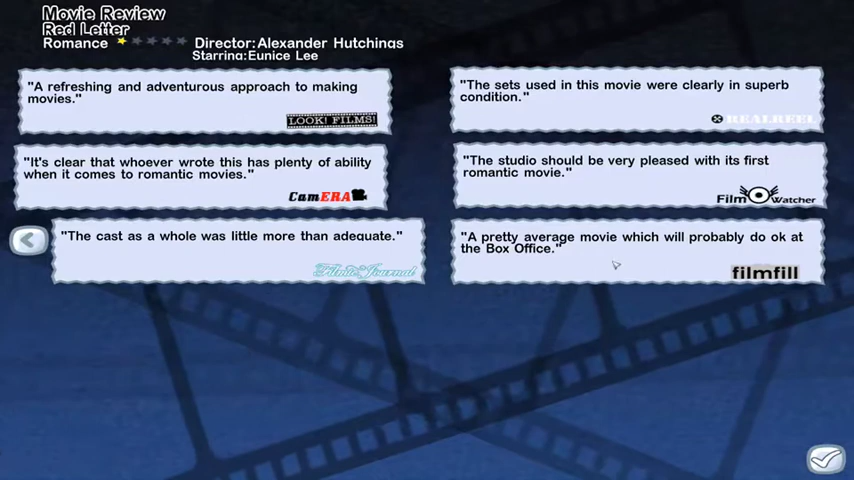 Movie Review
Red Letter
Romance
Director:Alexander Hutchings
Starring:Eunice Lee
"A refreshing and adventurous approach to making
movies."
LOOK! FILMS!
"The sets used in this movie were clearly in superb
condition."
REALREEL
"It's clear that whoever wrote this has plenty of ability
when it comes to romantic movies."
CamERA
"The studio should be very pleased with its first
romantic movie."
Film Watcher
"The cast as a whole was little more than adequate."
Filmic Journal
"A pretty average movie which will probably do ok at
the Box Office."
filmfill